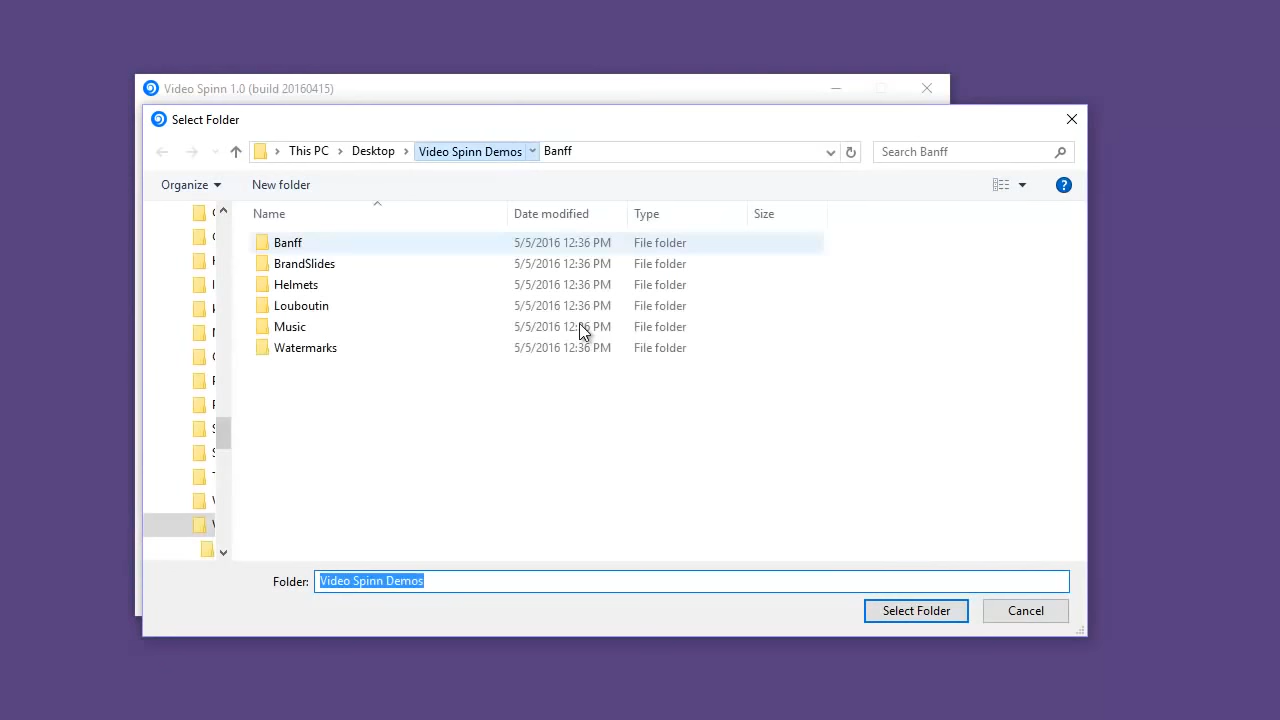 Video Spinn 1.0 (build 20160415)
Select Folder
This PC Desktop Video Spinn Demos Banff
Search Banff
Organize New folder
Name Date modified Type Size
Banff 5/5/2016 12:36 PM File folder
BrandSlides 5/5/2016 12:36 PM File folder
Helmets 5/5/2016 12:36 PM File folder
Louboutin 5/5/2016 12:36 PM File folder
Music 5/5/2016 12:36 PM File folder
Watermarks 5/5/2016 12:36 PM File folder
Folder: Video Spinn Demos
Select Folder Cancel